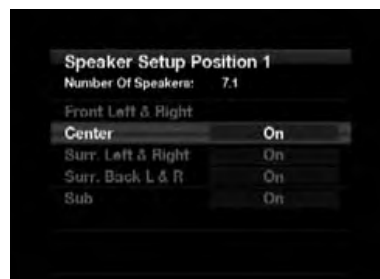 Speaker Setup Position 1
Number Of Speakers: 7.1
Front Left & Right
Center On
Surr. Left & Right On
Surr. Back L & R On
Sub On